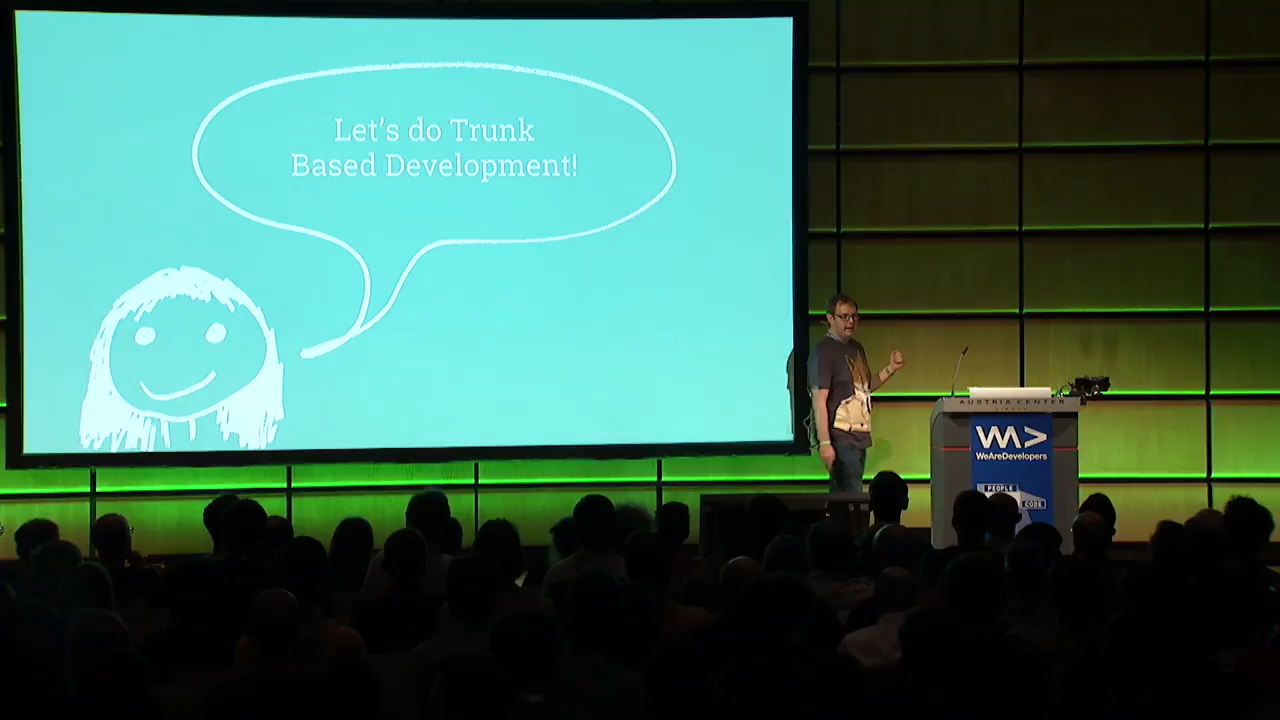 Let's do Trunk
Based Development!
AUSTRIA CENTER
WeAreDevelopers
PEOPLE
CODE